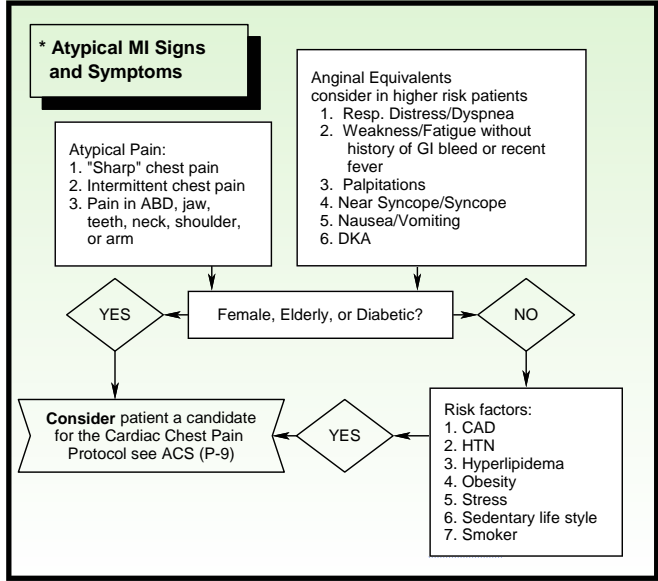 * Atypical MI Signs
and Symptoms
Anginal Equivalents
consider in higher risk patients
1. Resp. Distress/Dyspnea
2. Weakness/Fatigue without
history of GI bleed or recent
fever
3. Palpitations
4. Near Syncope/Syncope
5. Nausea/Vomiting
6. DKA
Atypical Pain:
1. "Sharp" chest pain
2. Intermittent chest pain
3. Pain in ABD, jaw,
teeth, neck, shoulder,
or arm
YES
Female, Elderly, or Diabetic?
NO
Consider patient a candidate
for the Cardiac Chest Pain
Protocol see ACS (P-9)
YES
Risk factors:
1. CAD
2. HTN
3. Hyperlipidema
4. Obesity
5. Stress
6. Sedentary life style
7. Smoker